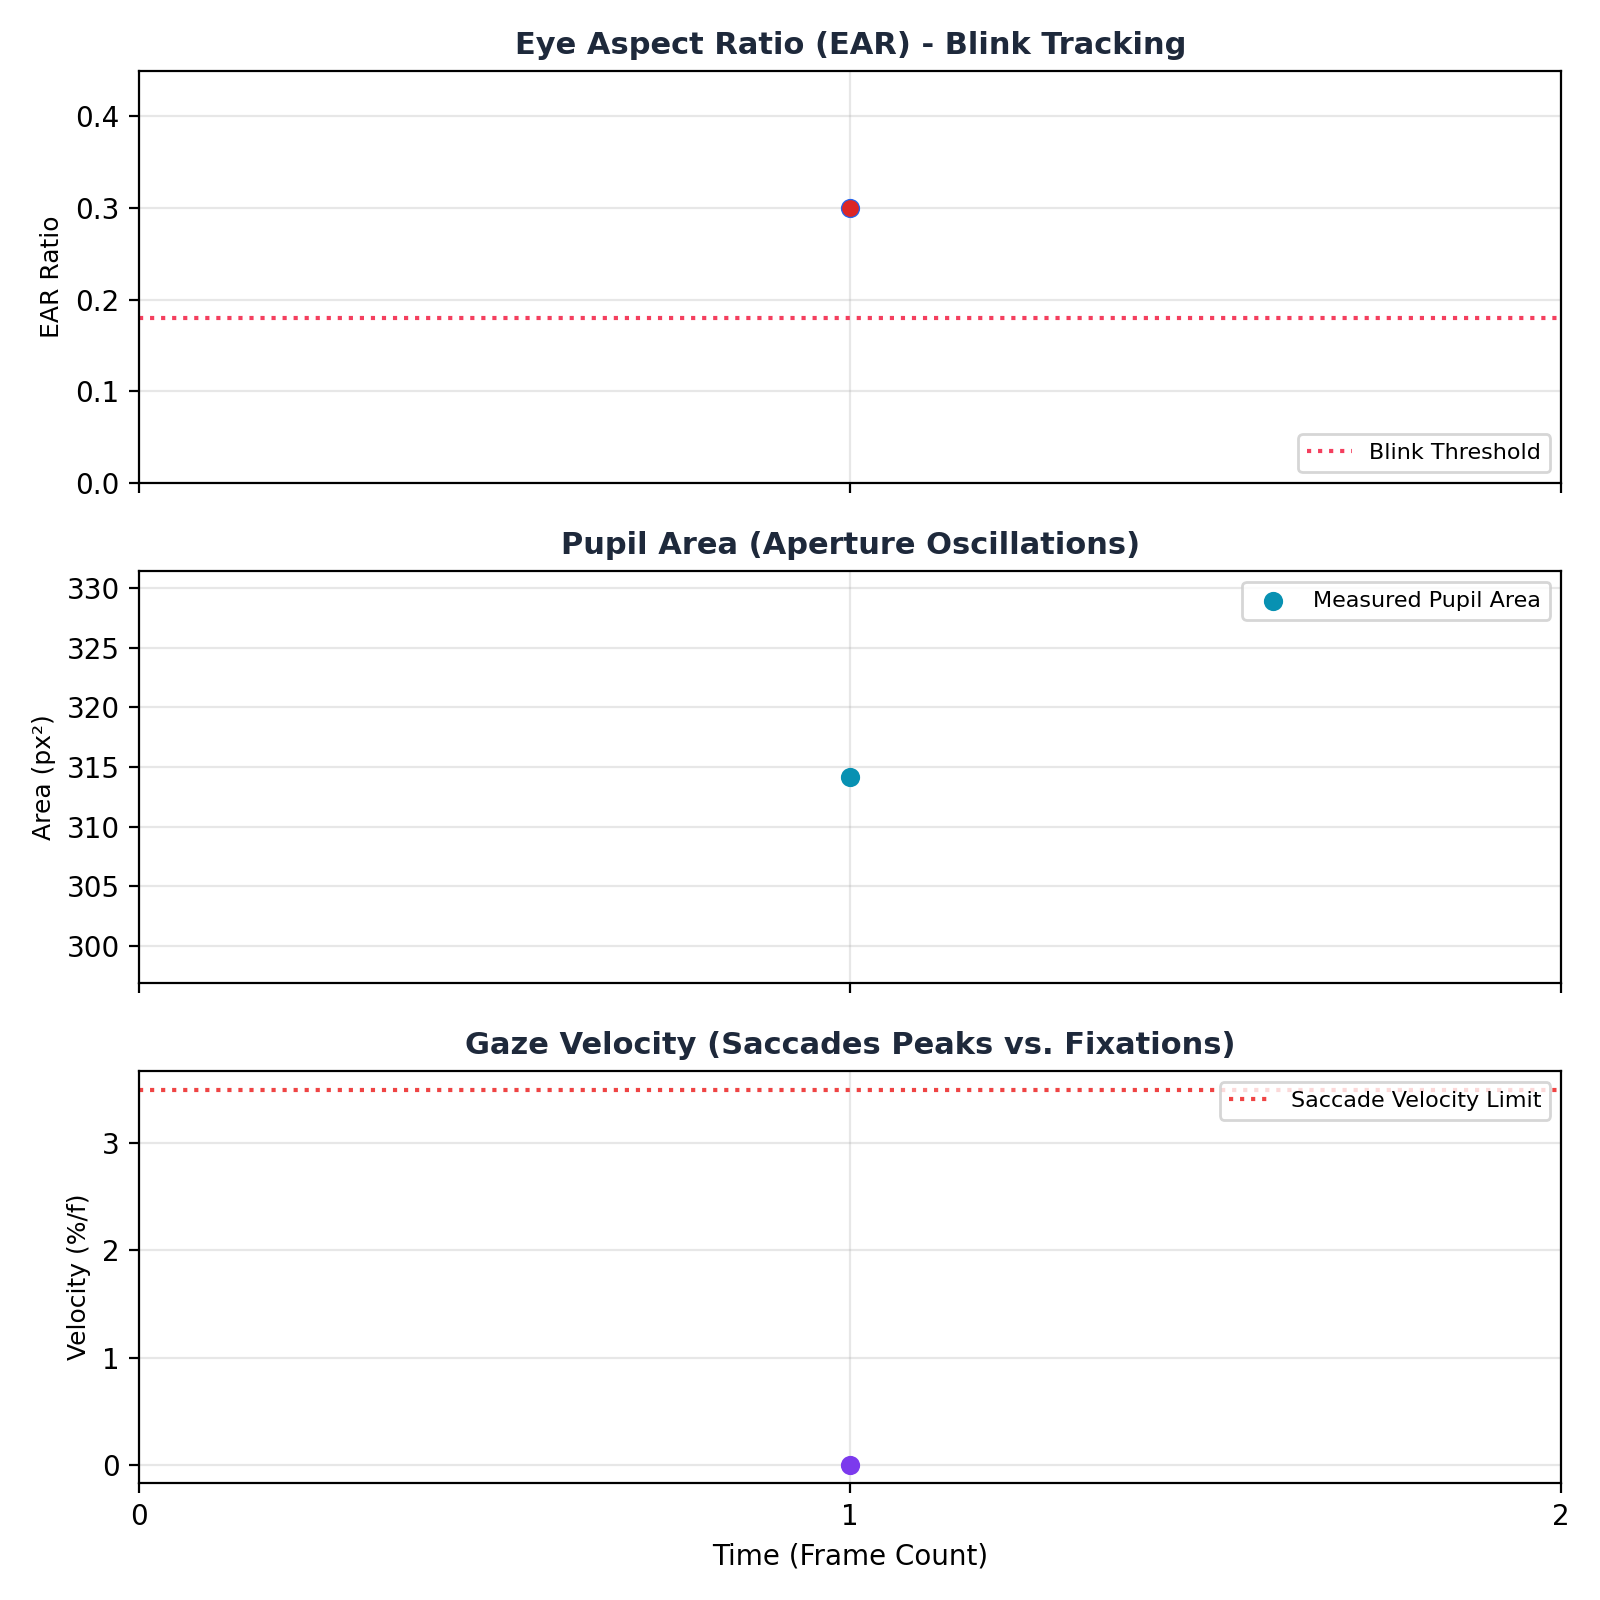 Eye Aspect Ratio (EAR) - Blink Tracking
EAR Ratio
0.4
0.3
0.2
0.1
0.0
Blink Threshold
Pupil Area (Aperture Oscillations)
Area (px²)
330
325
320
315
310
305
300
Measured Pupil Area
Gaze Velocity (Saccades Peaks vs. Fixations)
Velocity (%/f)
3
2
1
0
Saccade Velocity Limit
0 1 2
Time (Frame Count)